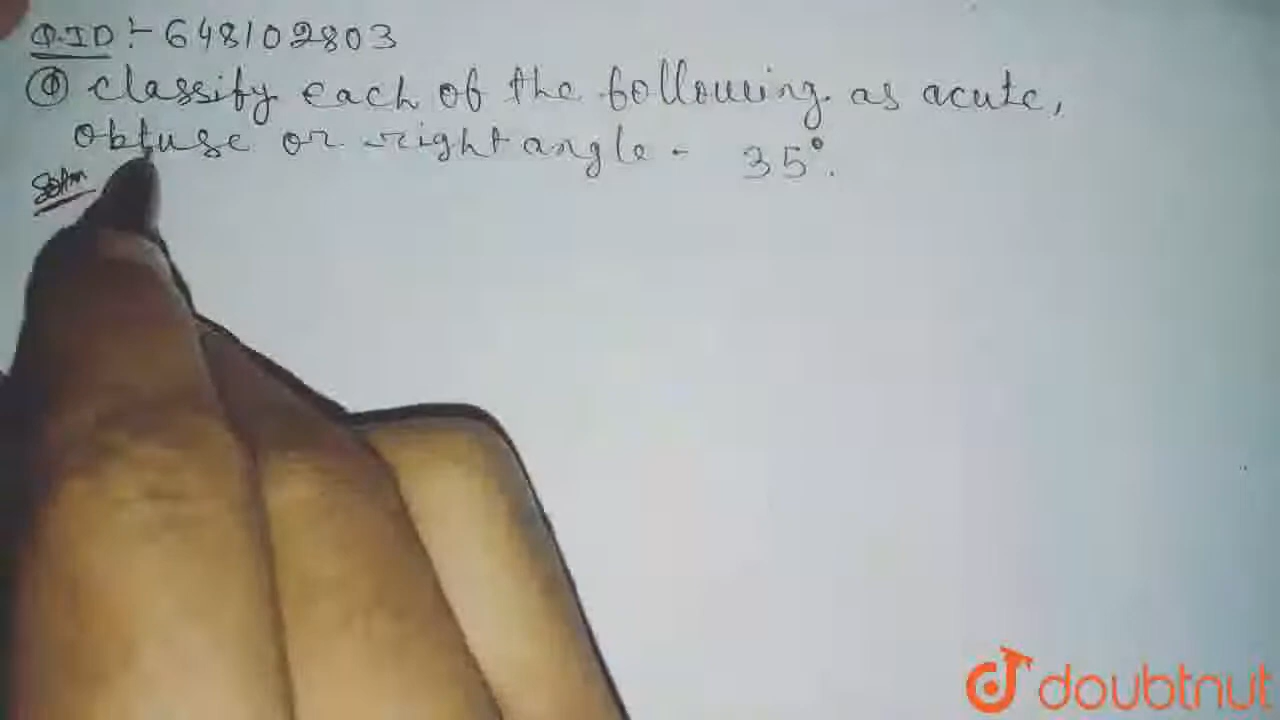 Q.ID:- 648102803
Q classify each of the following as acute,
obtuse or right angle - 35°.
Soln
doubtnut